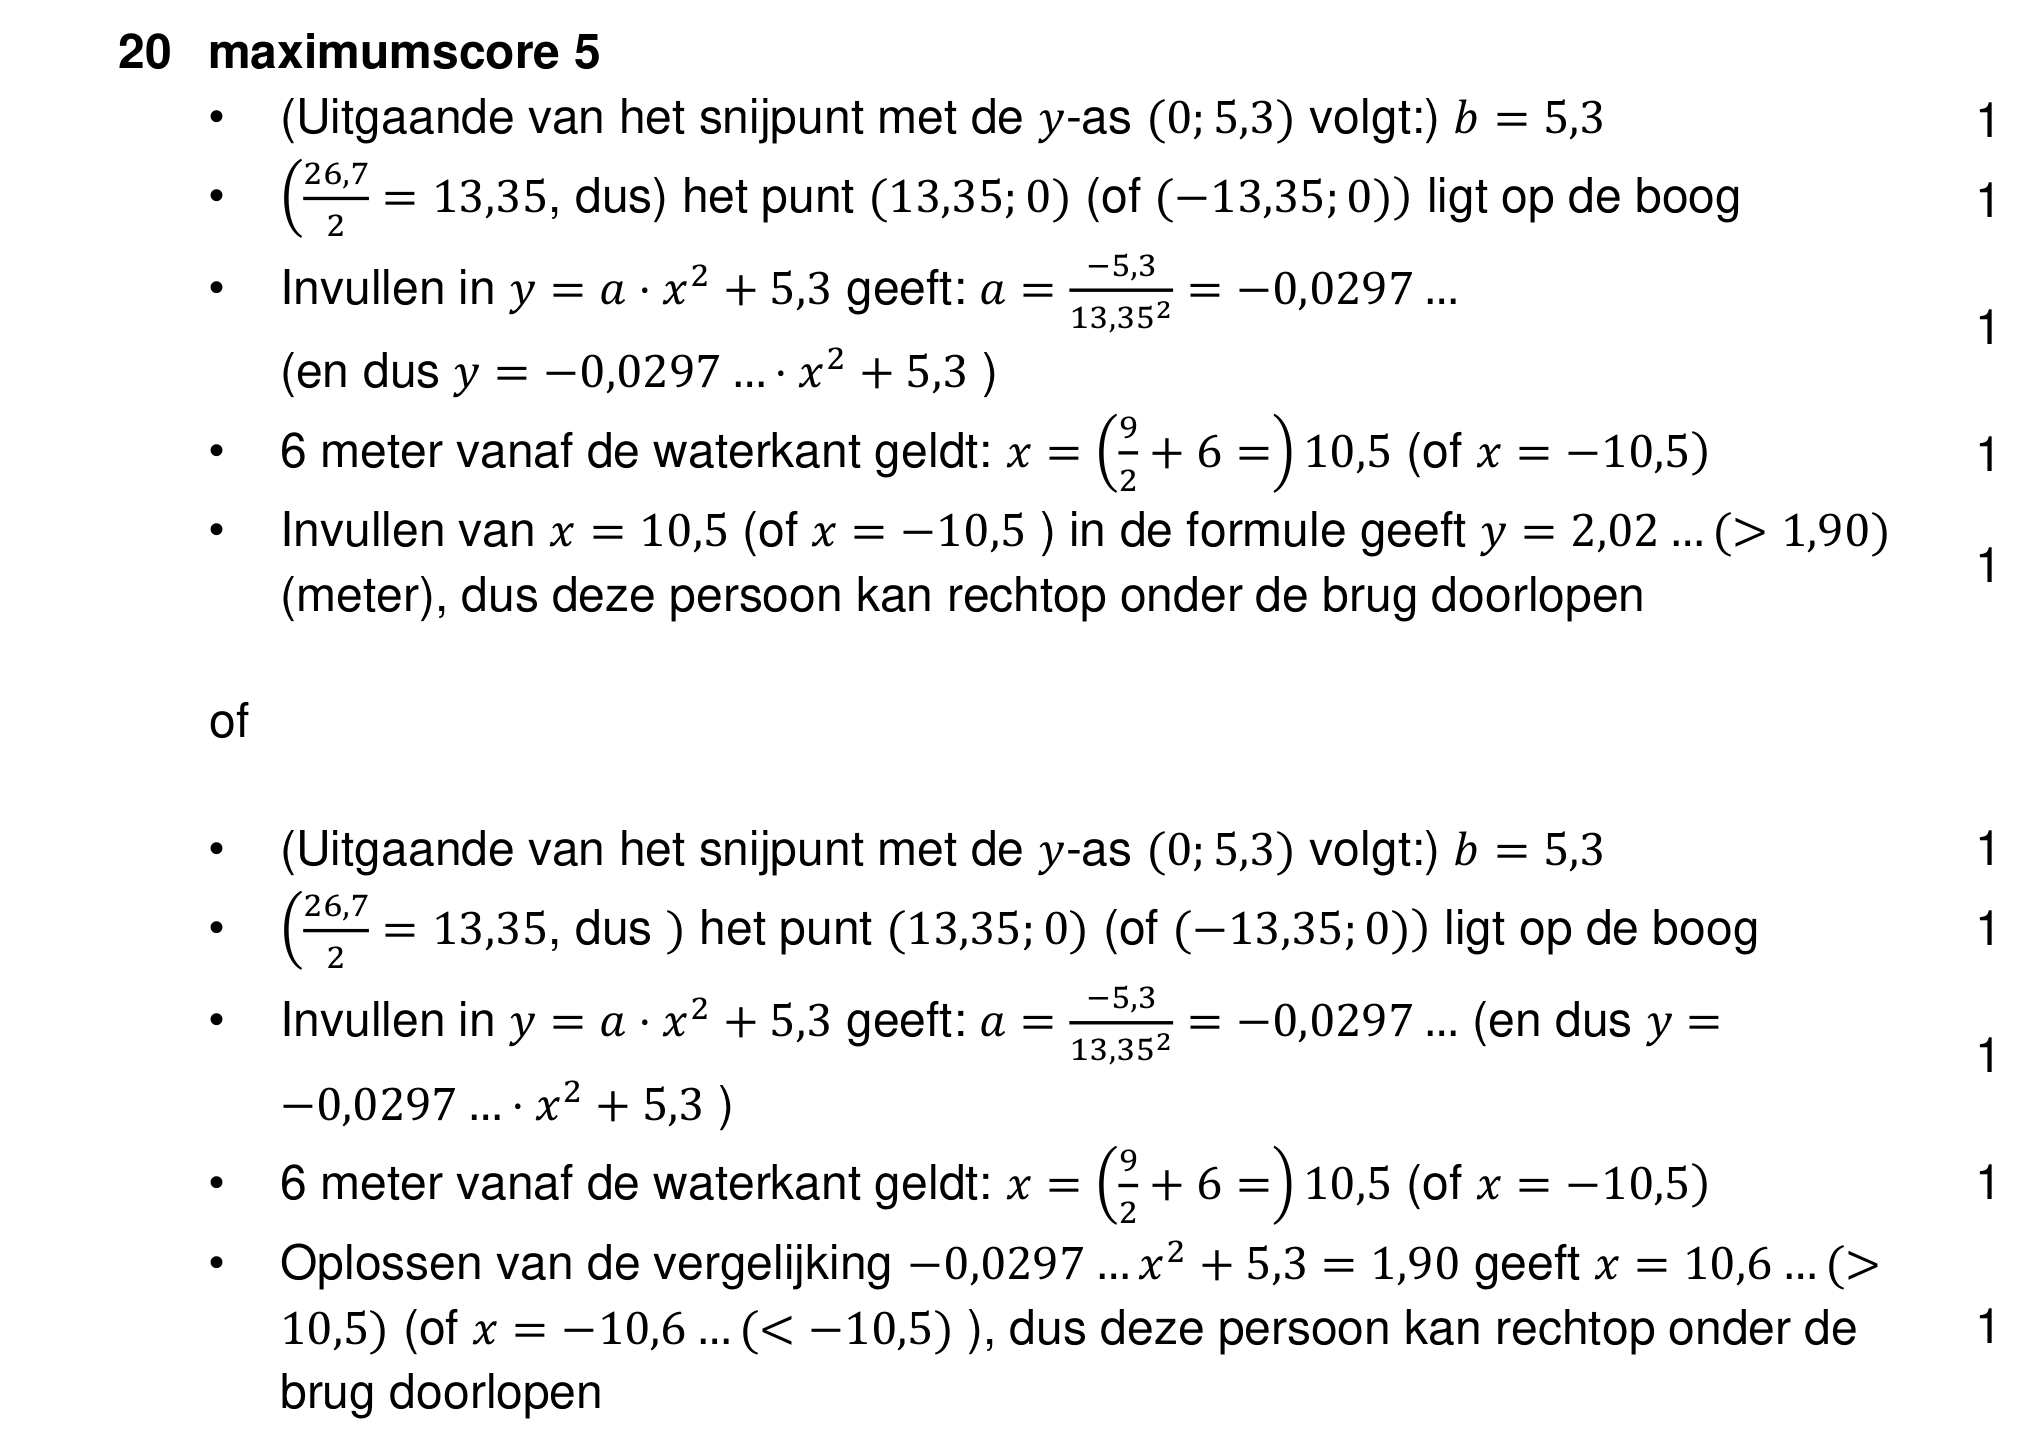 20 maximumscore 5
• (Uitgaande van het snijpunt met de y-as (0; 5,3) volgt:) b = 5,3 1
• (26,7/2 = 13,35, dus) het punt (13,35; 0) (of (−13,35; 0)) ligt op de boog 1
• Invullen in y = a · x² + 5,3 geeft: a = −5,3/13,35² = −0,0297 …
(en dus y = −0,0297 … · x² + 5,3 ) 1
• 6 meter vanaf de waterkant geldt: x = (9/2 + 6 =) 10,5 (of x = −10,5) 1
• Invullen van x = 10,5 (of x = −10,5 ) in de formule geeft y = 2,02 … (> 1,90)
(meter), dus deze persoon kan rechtop onder de brug doorlopen 1
of
• (Uitgaande van het snijpunt met de y-as (0; 5,3) volgt:) b = 5,3 1
• (26,7/2 = 13,35, dus ) het punt (13,35; 0) (of (−13,35; 0)) ligt op de boog 1
• Invullen in y = a · x² + 5,3 geeft: a = −5,3/13,35² = −0,0297 … (en dus y =
−0,0297 … · x² + 5,3 ) 1
• 6 meter vanaf de waterkant geldt: x = (9/2 + 6 =) 10,5 (of x = −10,5) 1
• Oplossen van de vergelijking −0,0297 … x² + 5,3 = 1,90 geeft x = 10,6 … (>
10,5) (of x = −10,6 … (< −10,5) ), dus deze persoon kan rechtop onder de 1
brug doorlopen